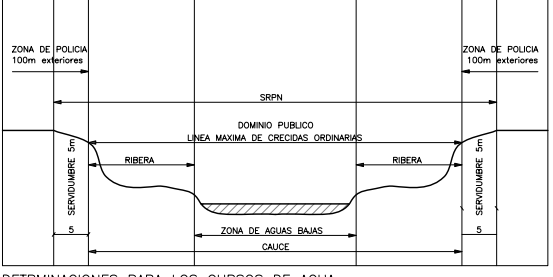 ZONA DE POLICIA
100m exteriores
ZONA DE POLICIA
100m exteriores
SRPN
DOMINIO PUBLICO
LINEA MAXIMA DE CRECIDAS ORDINARIAS
RIBERA
RIBERA
SERVIDUMBRE 5m
SERVIDUMBRE 5m
5
ZONA DE AGUAS BAJAS
5
CAUCE
DETRMINACIONES PARA LOS CURSOS DE AGUA